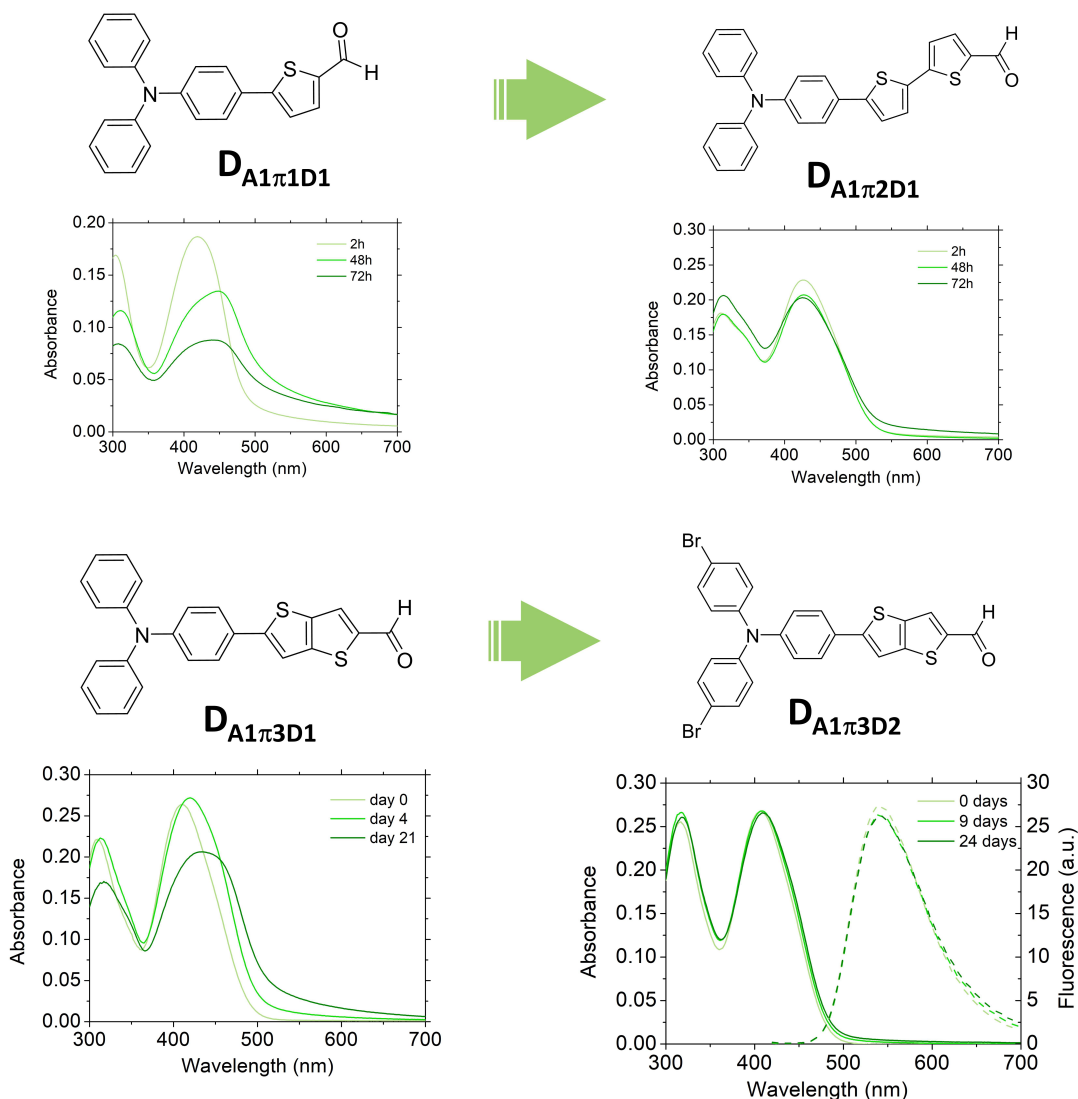 O
S
H
N
D A1π1D1
S
S
H
O
N
D A1π2D1
0.20
0.15
0.10
0.05
0.00
300 400 500 600 700
Absorbance
Wavelength (nm)
2h
48h
72h
0.30
0.25
0.20
0.15
0.10
0.05
0.00
300 400 500 600 700
Absorbance
Wavelength (nm)
2h
48h
72h
S
H
N
S
O
D A1π3D1
Br
S
H
N
S
O
Br
D A1π3D2
0.30
0.25
0.20
0.15
0.10
0.05
0.00
300 400 500 600 700
Absorbance
Wavelength (nm)
day 0
day 4
day 21
0.30
0.25
0.20
0.15
0.10
0.05
0.00
300 400 500 600 700
Absorbance
Wavelength (nm)
0 days
9 days
24 days
30
25
20
15
10
5
0
Fluorescence (a.u.)